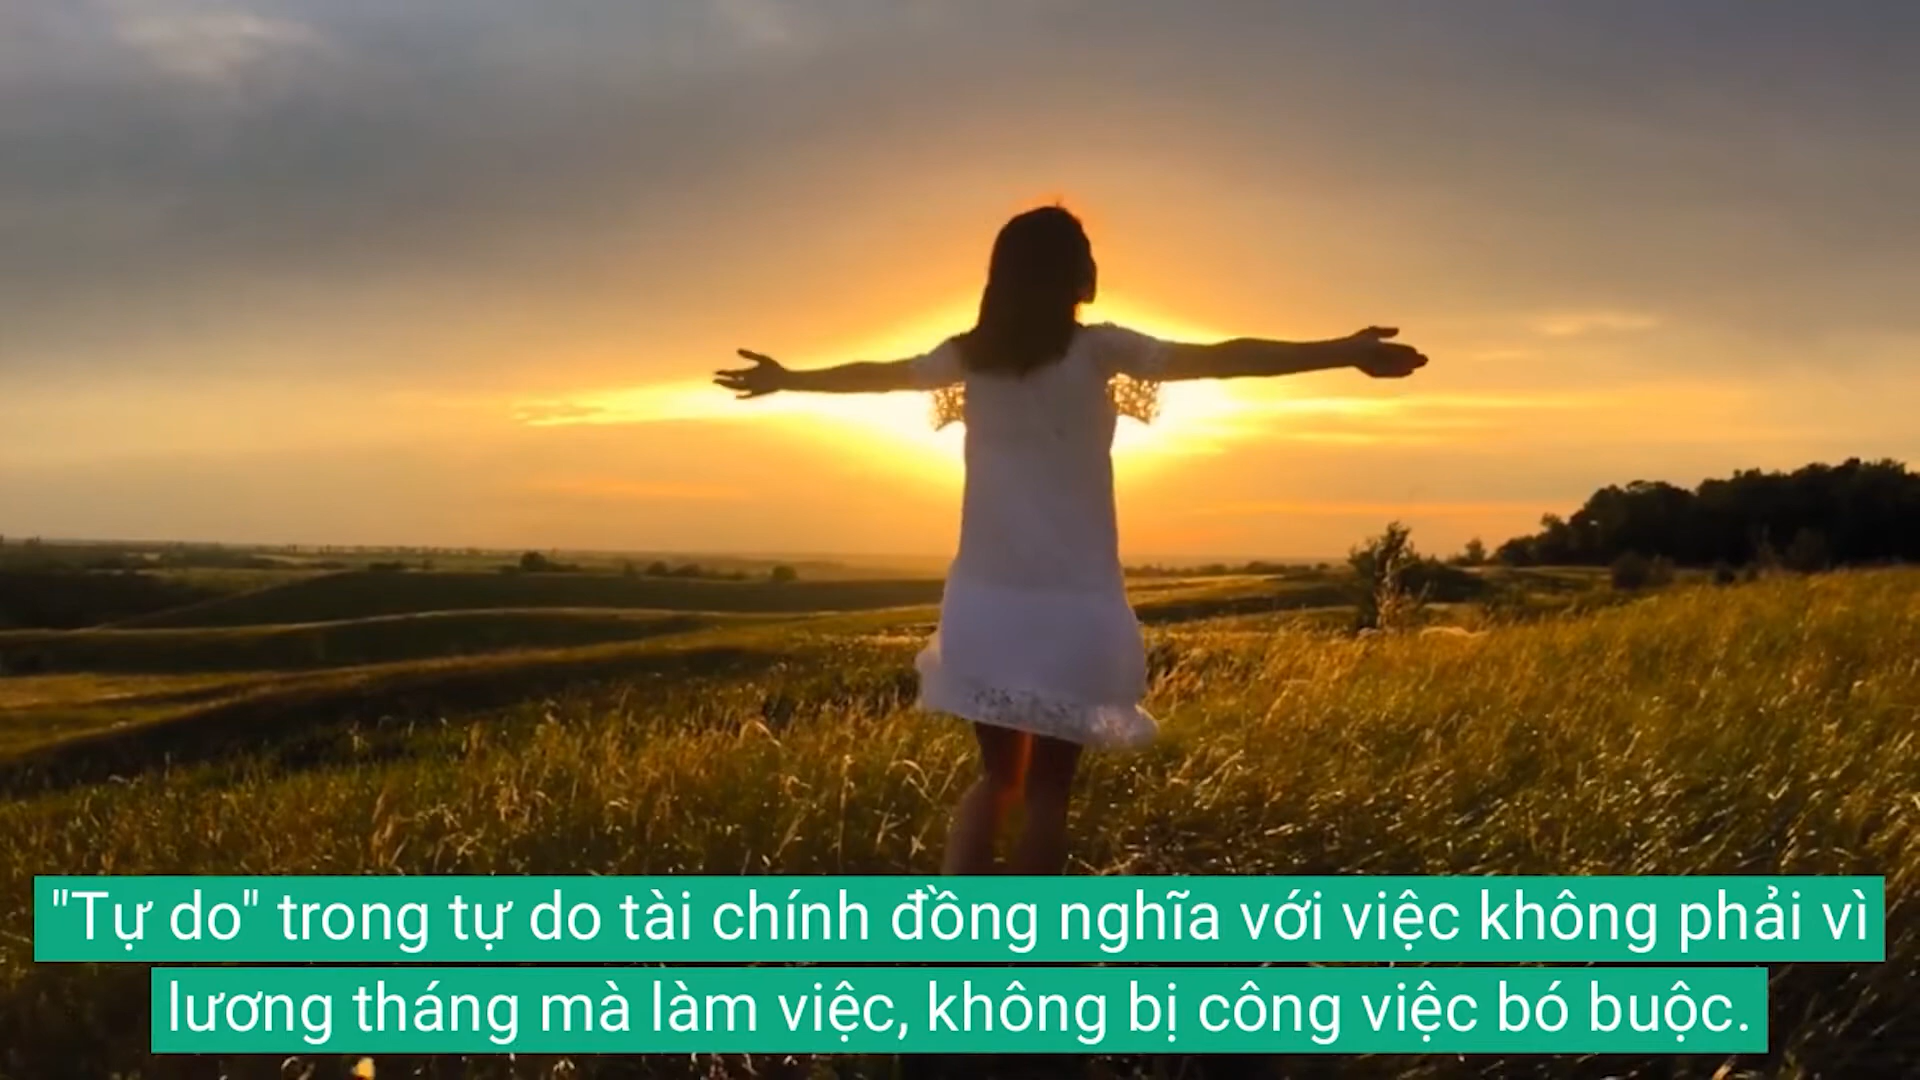 "Tự do" trong tự do tài chính đồng nghĩa với việc không phải vì
lương tháng mà làm việc, không bị công việc bó buộc.